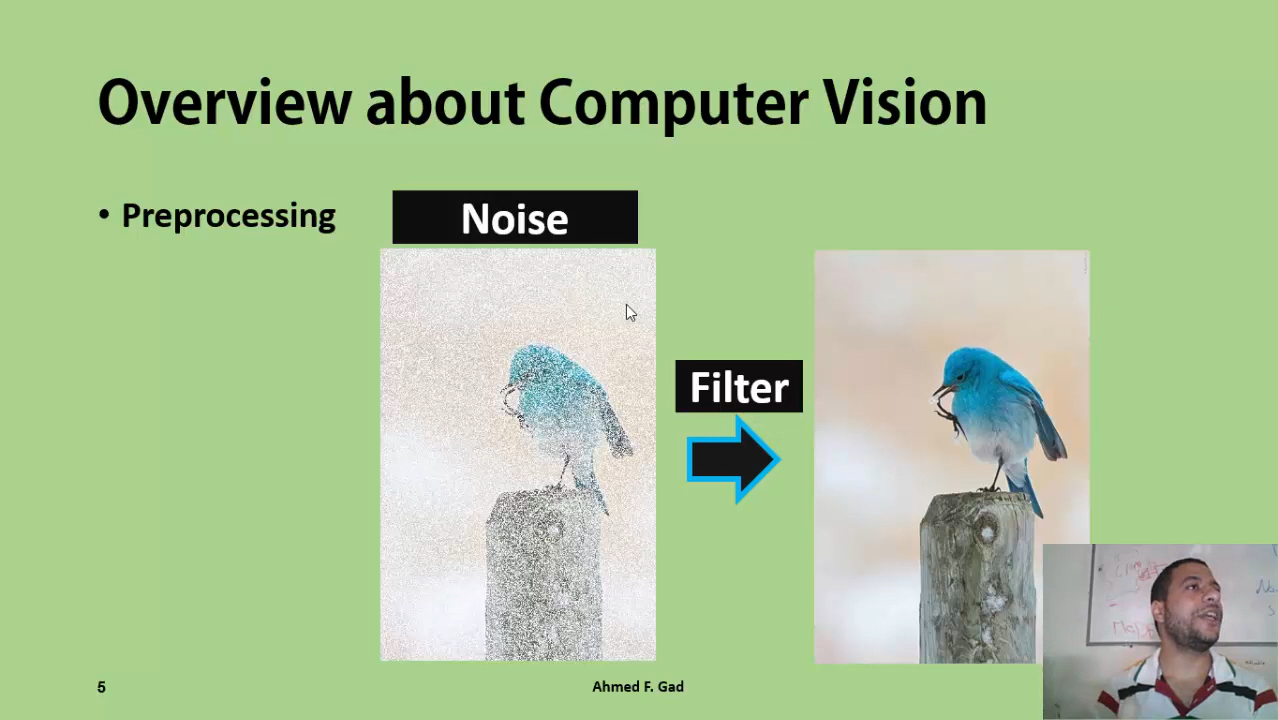 Overview about Computer Vision
• Preprocessing
Noise
Filter
5
Ahmed F. Gad